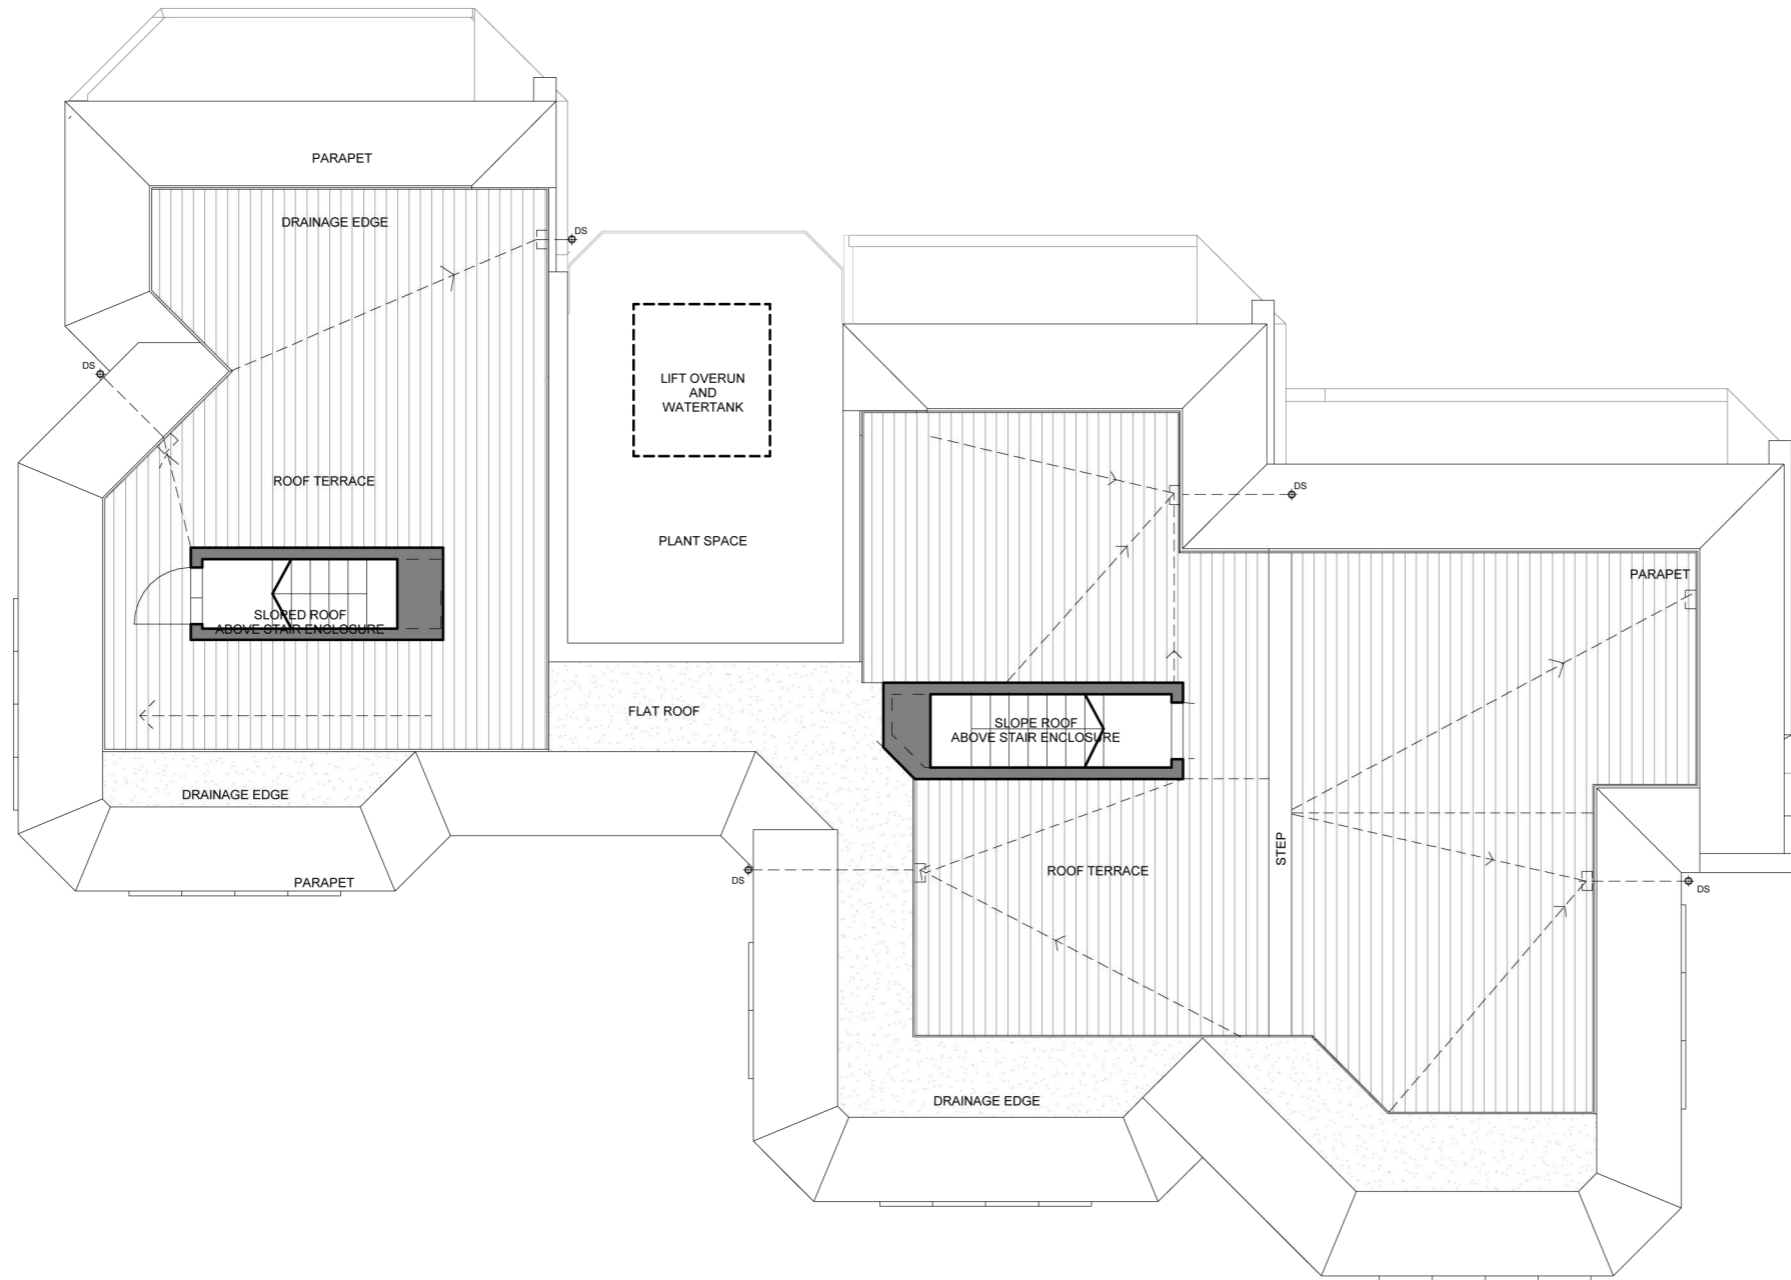 PARAPET
DRAINAGE EDGE
DS
DS
LIFT OVERUN
AND
WATERTANK
ROOF TERRACE
DS
PLANT SPACE
PARAPET
SLOPED ROOF
ABOVE STAIR ENCLOSURE
FLAT ROOF
SLOPE ROOF
ABOVE STAIR ENCLOSURE
DRAINAGE EDGE
STEP
ROOF TERRACE
DS
PARAPET
DS
DRAINAGE EDGE